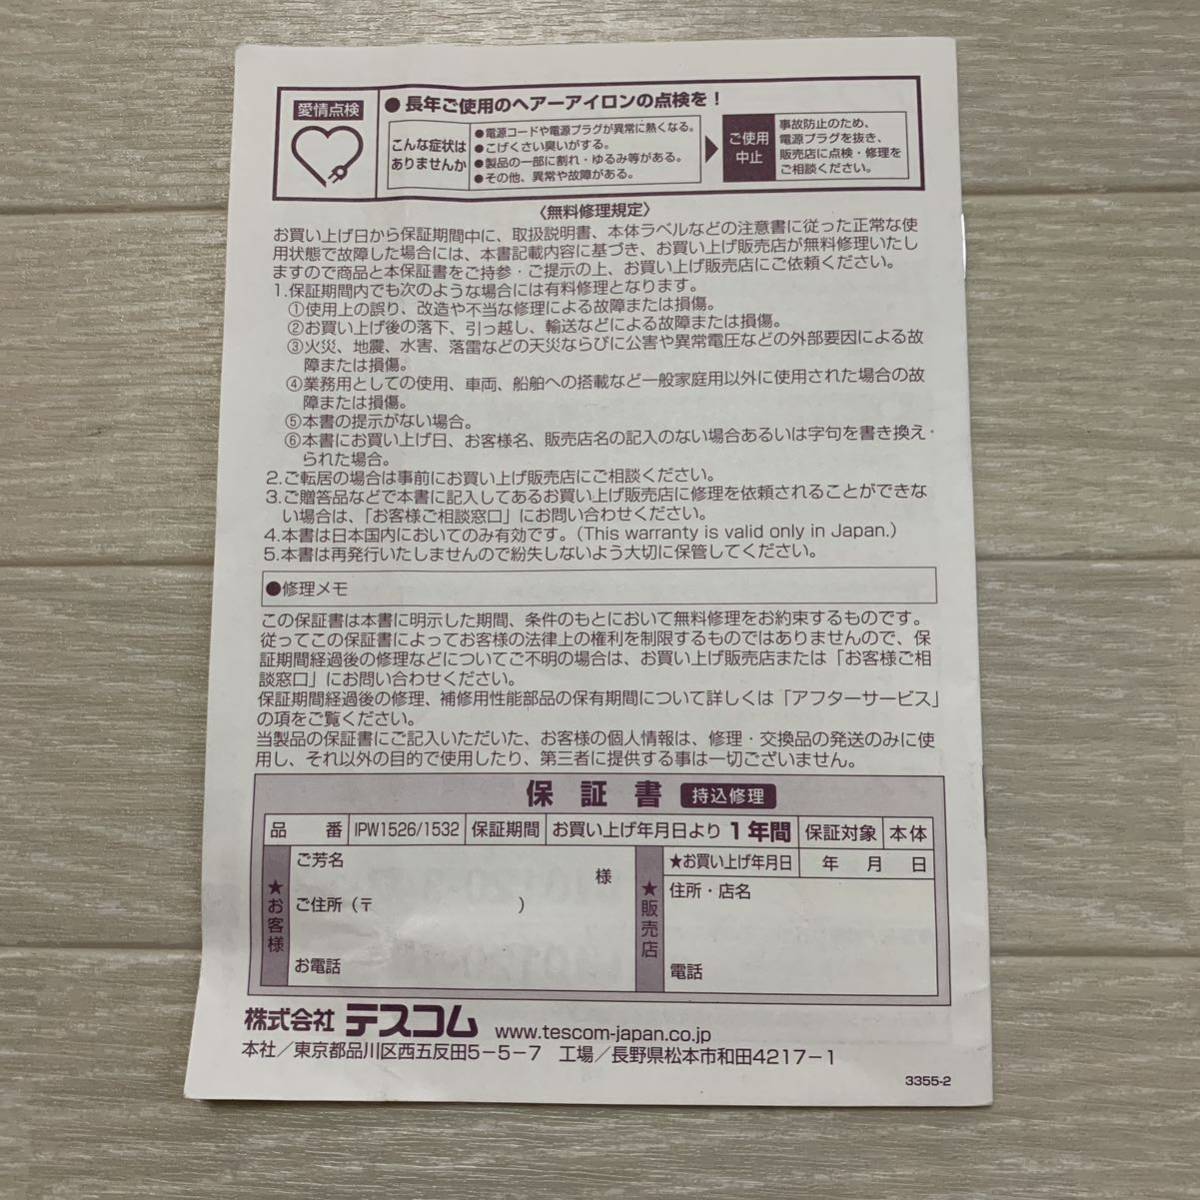 愛情点検
●長年ご使用のヘアーアイロンの点検を！
こんな症状は
ありませんか
●電源コードや電源プラグが異常に熱くなる。
●こげくさい臭いがする。
●製品の一部に割れ・ゆるみ等がある。
●その他、異常や故障がある。
ご使用
中止
事故防止のため、
電源プラグを抜き、
販売店に点検・修理を
ご相談ください。
〈無料修理規定〉
お買い上げ日から保証期間中に、取扱説明書、本体ラベルなどの注意書に従った正常な使
用状態で故障した場合には、本書記載内容に基づき、お買い上げ販売店が無料修理いたし
ますので商品と本保証書をご持参・ご提示の上、お買い上げ販売店にご依頼ください。
1.保証期間内でも次のような場合には有料修理となります。
①使用上の誤り、改造や不当な修理による故障または損傷。
②お買い上げ後の落下、引っ越し、輸送などによる故障または損傷。
③火災、地震、水害、落雷などの天災ならびに公害や異常電圧などの外部要因による故
障または損傷。
④業務用としての使用、車両、船舶への搭載など一般家庭用以外に使用された場合の故
障または損傷。
⑤本書の提示がない場合。
⑥本書にお買い上げ日、お客様名、販売店名の記入のない場合あるいは字句を書き換え
られた場合。
2.ご転居の場合は事前にお買い上げ販売店にご相談ください。
3.ご贈答品などで本書に記入してあるお買い上げ販売店に修理を依頼されることができな
い場合は、「お客様ご相談窓口」にお問い合わせください。
4.本書は日本国内においてのみ有効です。（This warranty is valid only in Japan.）
5.本書は再発行いたしませんので紛失しないよう大切に保管してください。
●修理メモ
この保証書は本書に明示した期間、条件のもとにおいて無料修理をお約束するものです。
従ってこの保証書によってお客様の法律上の権利を制限するものではありませんので、保
証期間経過後の修理などについてご不明の場合は、お買い上げ販売店または「お客様ご相
談窓口」にお問い合わせください。
保証期間経過後の修理、補修用性能部品の保有期間について詳しくは「アフターサービス」
の項をご覧ください。
当製品の保証書にご記入いただいた、お客様の個人情報は、修理・交換品の発送のみに使
用し、それ以外の目的で使用したり、第三者に提供する事は一切ございません。
保証書 持込修理
品番 IPW1526/1532 保証期間 お買い上げ年月日より1年間 保証対象 本体
★お客様
ご芳名
様
ご住所（〒　）
お電話
★販売店
★お買い上げ年月日 年 月 日
住所・店名
電話
株式会社 テスコム www.tescom-japan.co.jp
本社／東京都品川区西五反田5－5－7 工場／長野県松本市和田4217－1
3355-2